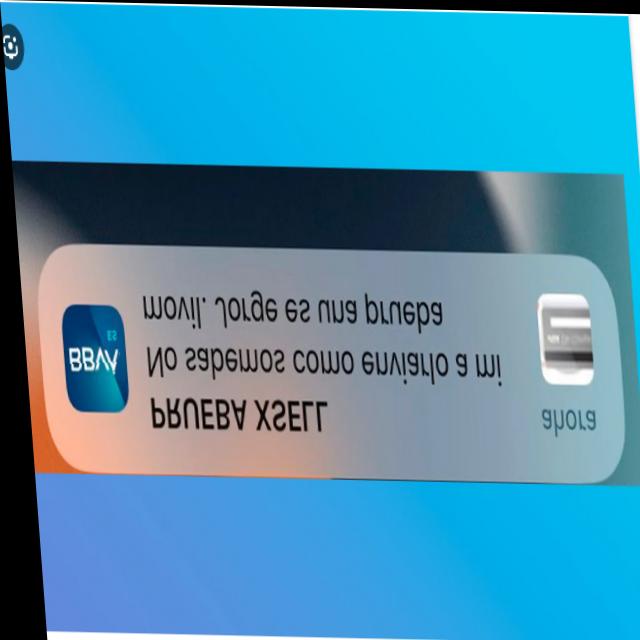 PRUEBA XSELL
ahora
No sabemos como enviarlo a mi
movil. Jorge es una prueba
BBVA
ES